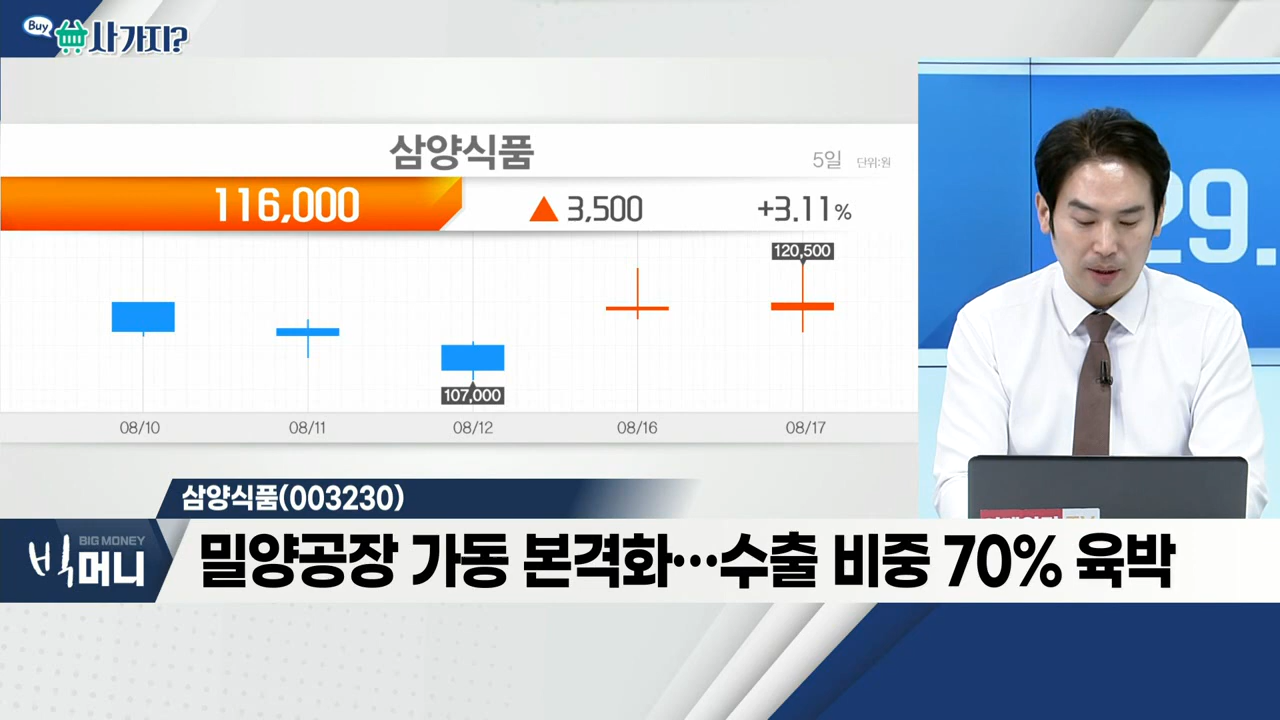 Buy
사가지?
삼양식품
5일 단위:원
116,000 ▲ 3,500 +3.11%
120,500
107,000
08/10 08/11 08/12 08/16 08/17
29.
삼양식품(003230)
BIG MONEY
빅머니
밀양공장 가동 본격화…수출 비중 70% 육박